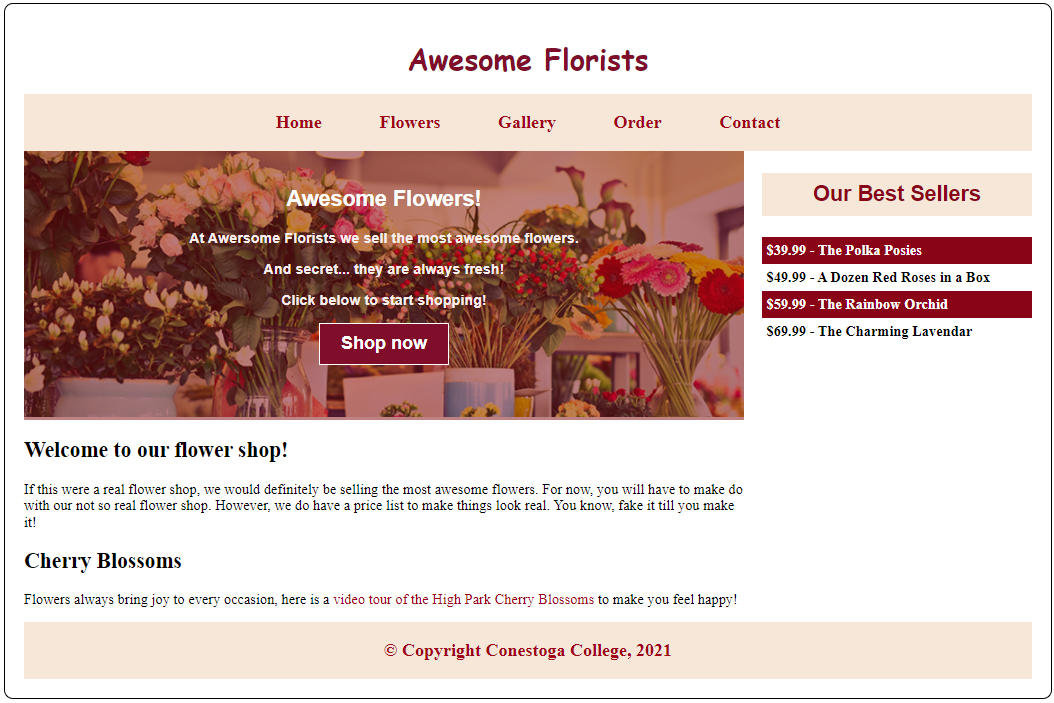 Awesome Florists
Home Flowers Gallery Order Contact
Awesome Flowers!
At Awersome Florists we sell the most awesome flowers.
And secret... they are always fresh!
Click below to start shopping!
Shop now
Our Best Sellers
$39.99 - The Polka Posies
$49.99 - A Dozen Red Roses in a Box
$59.99 - The Rainbow Orchid
$69.99 - The Charming Lavendar
Welcome to our flower shop!
If this were a real flower shop, we would definitely be selling the most awesome flowers. For now, you will have to make do
with our not so real flower shop. However, we do have a price list to make things look real. You know, fake it till you make
it!
Cherry Blossoms
Flowers always bring joy to every occasion, here is a video tour of the High Park Cherry Blossoms to make you feel happy!
© Copyright Conestoga College, 2021